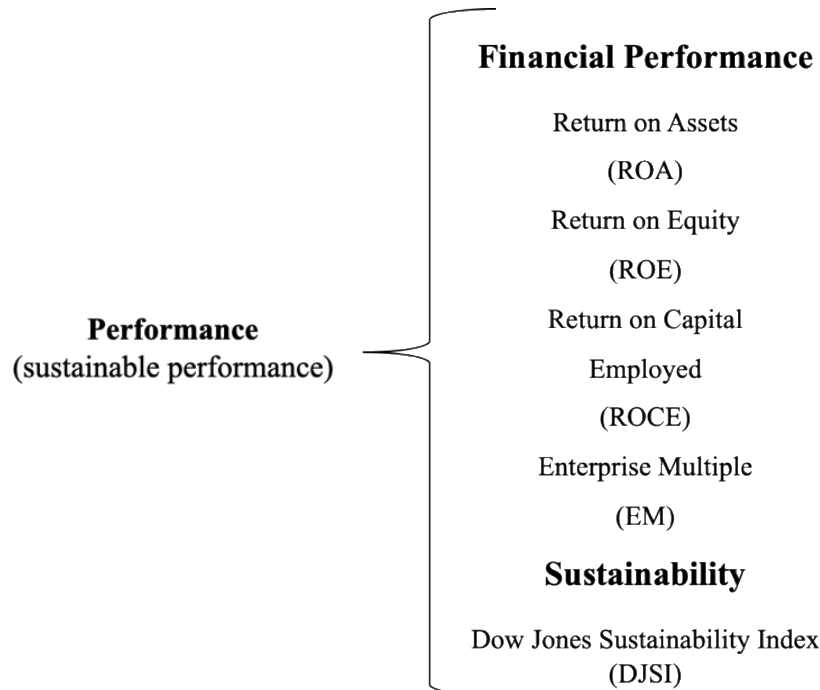 Performance
(sustainable performance)
Financial Performance
Return on Assets
(ROA)
Return on Equity
(ROE)
Return on Capital
Employed
(ROCE)
Enterprise Multiple
(EM)
Sustainability
Dow Jones Sustainability Index
(DJSI)